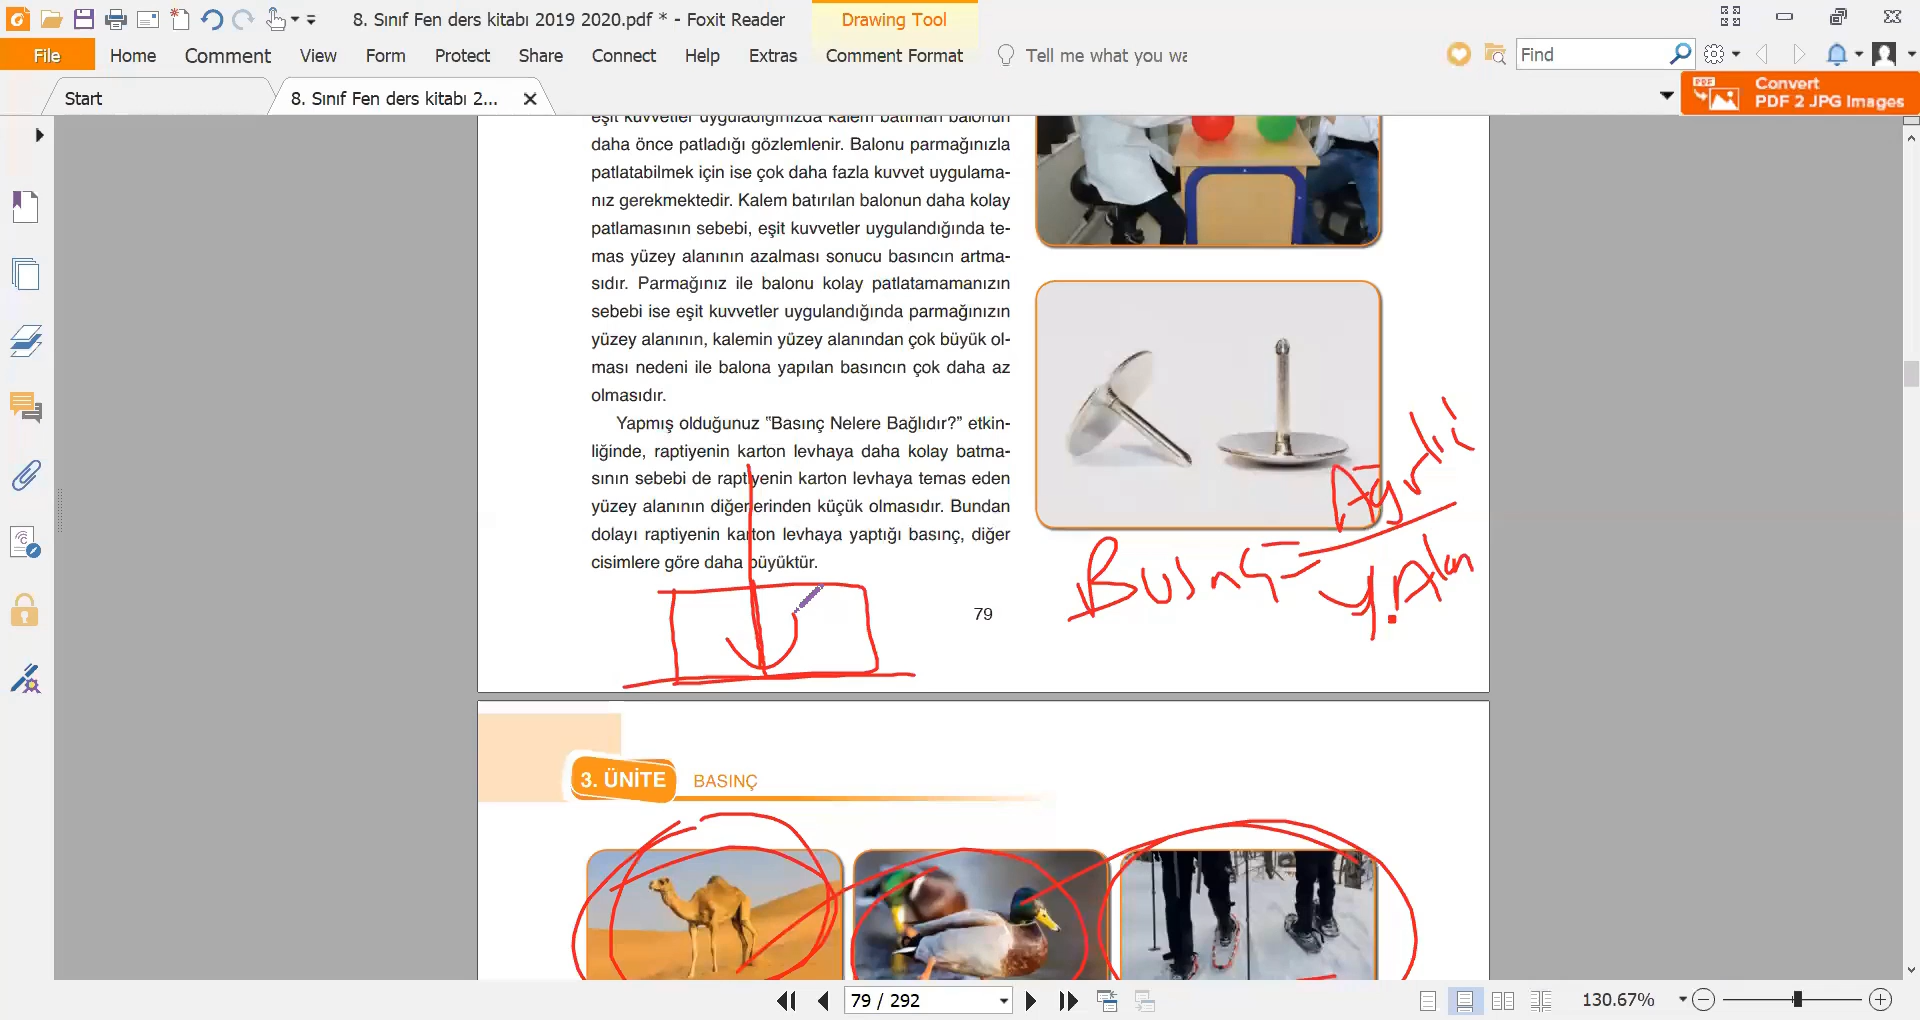 8. Sınıf Fen ders kitabı 2019 2020.pdf * - Foxit Reader
Drawing Tool
File Home Comment View Form Protect Share Connect Help Extras Comment Format Tell me what you wa
Find
Start
8. Sınıf Fen ders kitabı 2...
PDF
Convert
PDF 2 JPG Images
eşit kuvvetler uyguladığınızda kalem batırılan balonun
daha önce patladığı gözlemlenir. Balonu parmağınızla
patlatabilmek için ise çok daha fazla kuvvet uygulama-
nız gerekmektedir. Kalem batırılan balonun daha kolay
patlamasının sebebi, eşit kuvvetler uygulandığında te-
mas yüzey alanının azalması sonucu basıncın artma-
sıdır. Parmağınız ile balonu kolay patlatamamanızın
sebebi ise eşit kuvvetler uygulandığında parmağınızın
yüzey alanının, kalemin yüzey alanından çok büyük ol-
ması nedeni ile balona yapılan basıncın çok daha az
olmasıdır.
Yapmış olduğunuz "Basınç Nelere Bağlıdır?" etkin-
liğinde, raptiyenin karton levhaya daha kolay batma-
sının sebebi de raptiyenin karton levhaya temas eden
yüzey alanının diğerlerinden küçük olmasıdır. Bundan
dolayı raptiyenin karton levhaya yaptığı basınç, diğer
cisimlere göre daha büyüktür.
79
Basınç =
Y. Alan
3. ÜNİTE BASINÇ
79 / 292
130.67%